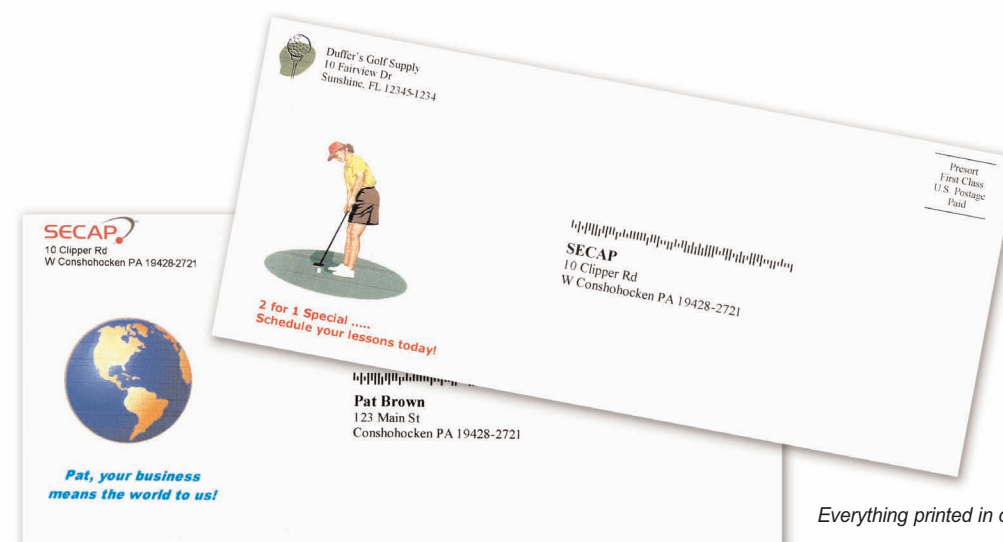 Duffer's Golf Supply
10 Fairview Dr
Sunshine, FL 12345-1234
Presort
First Class
U.S. Postage
Paid
SECAP
10 Clipper Rd
W Conshohocken PA 19428-2721
2 for 1 Special .....
Schedule your lessons today!
SECAP
10 Clipper Rd
W Conshohocken PA 19428-2721
Pat Brown
123 Main St
Conshohocken PA 19428-2721
Pat, your business
means the world to us!
Everything printed in